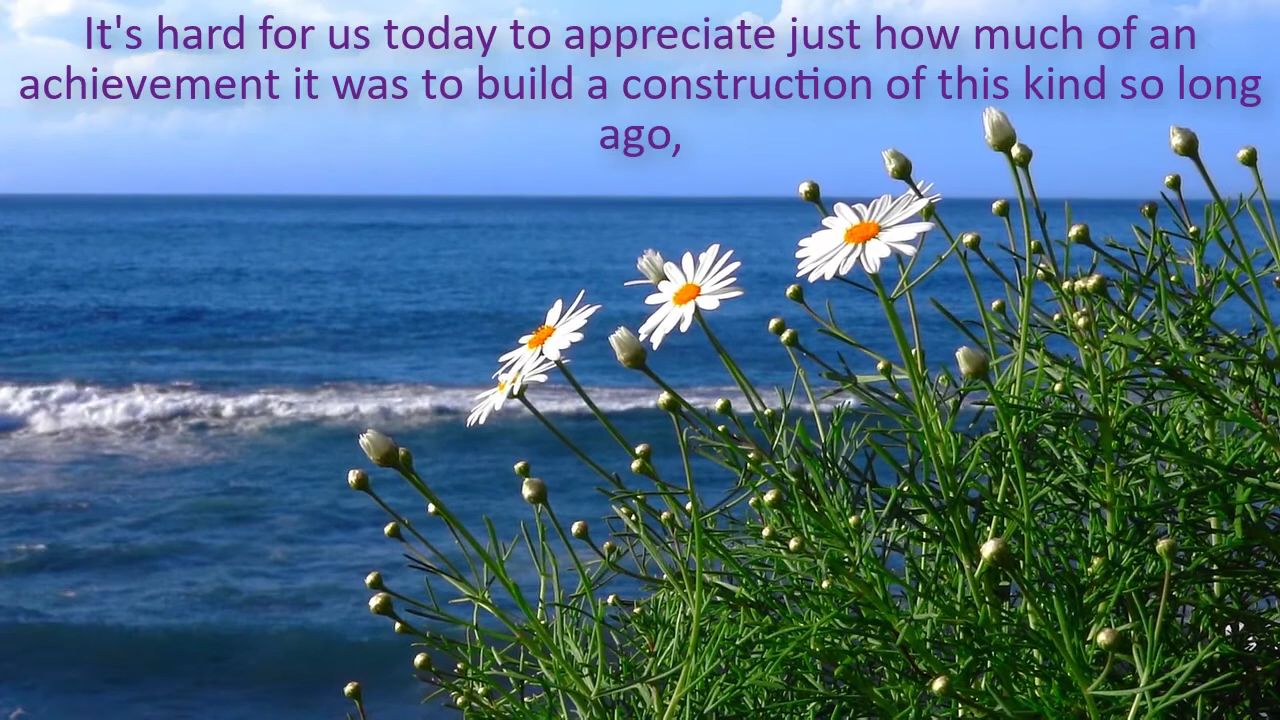 It's hard for us today to appreciate just how much of an
achievement it was to build a construction of this kind so long
ago,